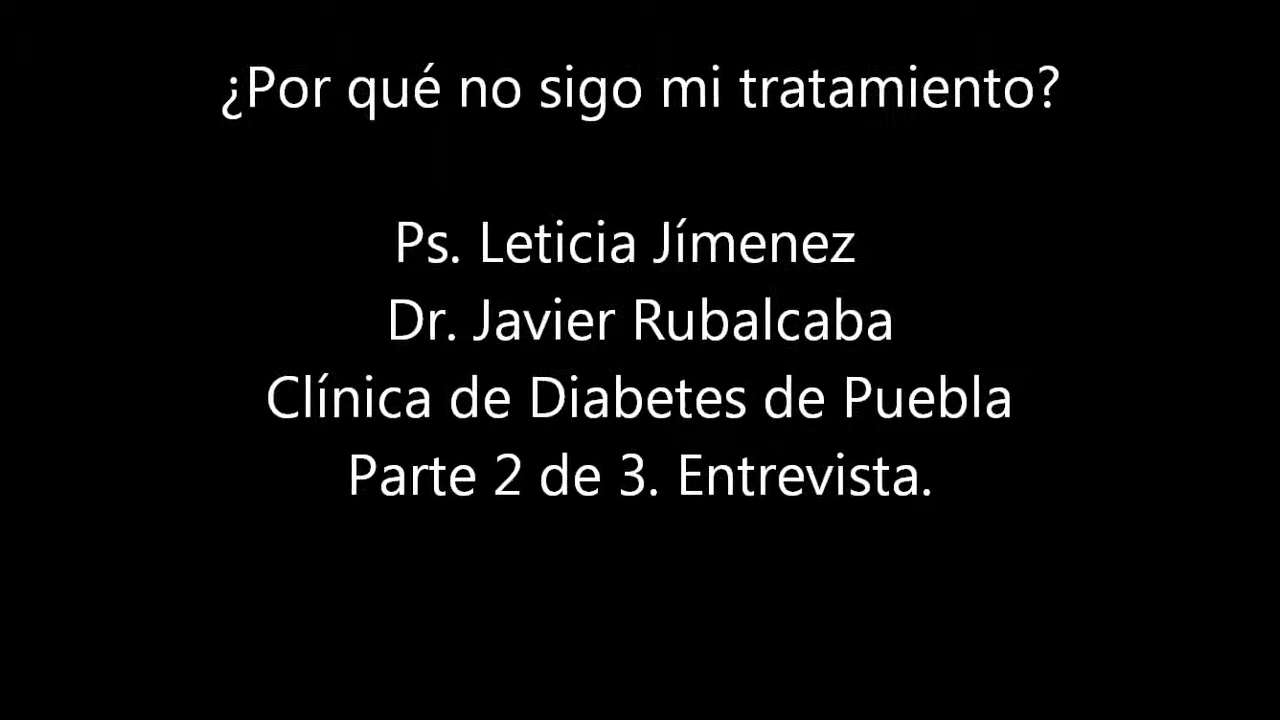 ¿Por qué no sigo mi tratamiento?
Ps. Leticia Jímenez
Dr. Javier Rubalcaba
Clínica de Diabetes de Puebla
Parte 2 de 3. Entrevista.